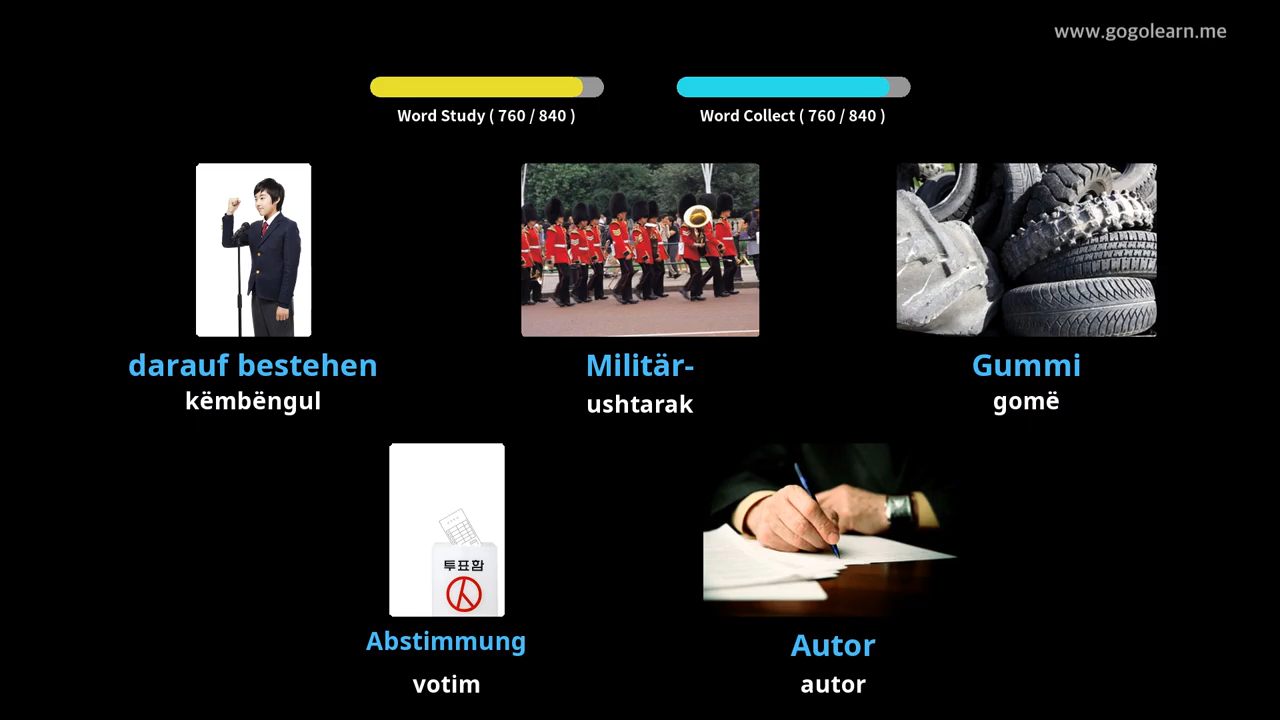 www.gogolearn.me
Word Study ( 760 / 840 )
Word Collect ( 760 / 840 )
darauf bestehen
këmbëngul
Militär-
ushtarak
Gummi
gomë
투표함
Abstimmung
votim
Autor
autor